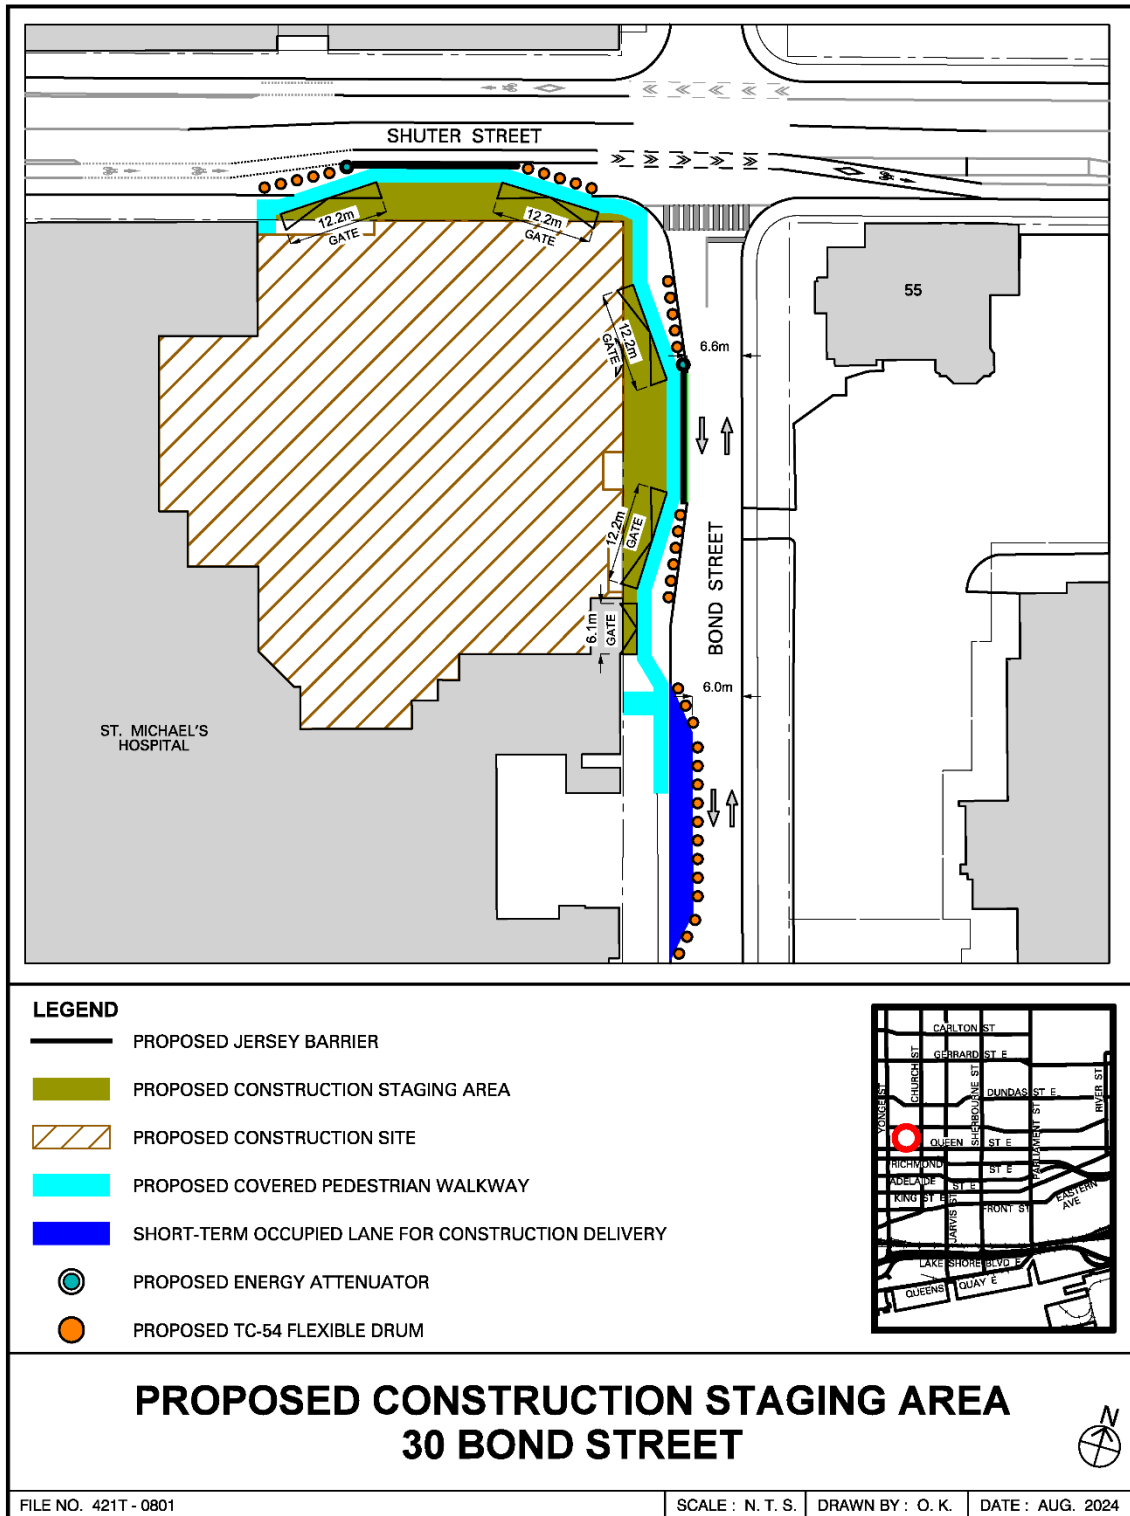 SHUTER STREET
12.2m
GATE
12.2m
GATE
55
12.2m
GATE
6.6m
12.2m
GATE
BOND STREET
6.1m
GATE
6.0m
ST. MICHAEL'S
HOSPITAL
LEGEND
PROPOSED JERSEY BARRIER
PROPOSED CONSTRUCTION STAGING AREA
PROPOSED CONSTRUCTION SITE
PROPOSED COVERED PEDESTRIAN WALKWAY
SHORT-TERM OCCUPIED LANE FOR CONSTRUCTION DELIVERY
PROPOSED ENERGY ATTENUATOR
PROPOSED TC-54 FLEXIBLE DRUM
CARLTON ST
GERRARD ST E
DUNDAS ST E
YONGE ST
CHURCH ST
SHERBOURNE ST
PARLIAMENT ST
RIVER ST
QUEEN ST E
RICHMOND ST E
ADELAIDE ST E
KING ST E
JARVIS ST
FRONT ST
EASTERN
AVE
LAKE SHORE BLVD E
QUEENS QUAY E
PROPOSED CONSTRUCTION STAGING AREA
30 BOND STREET
N
FILE NO. 421T - 0801
SCALE : N. T. S.
DRAWN BY : O. K.
DATE : AUG. 2024